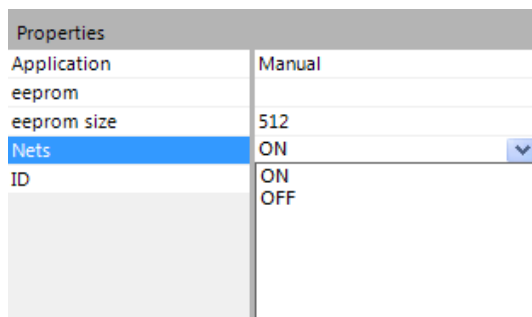 Properties
Application Manual
eeprom
eeprom size 512
Nets ON
ID ON
OFF